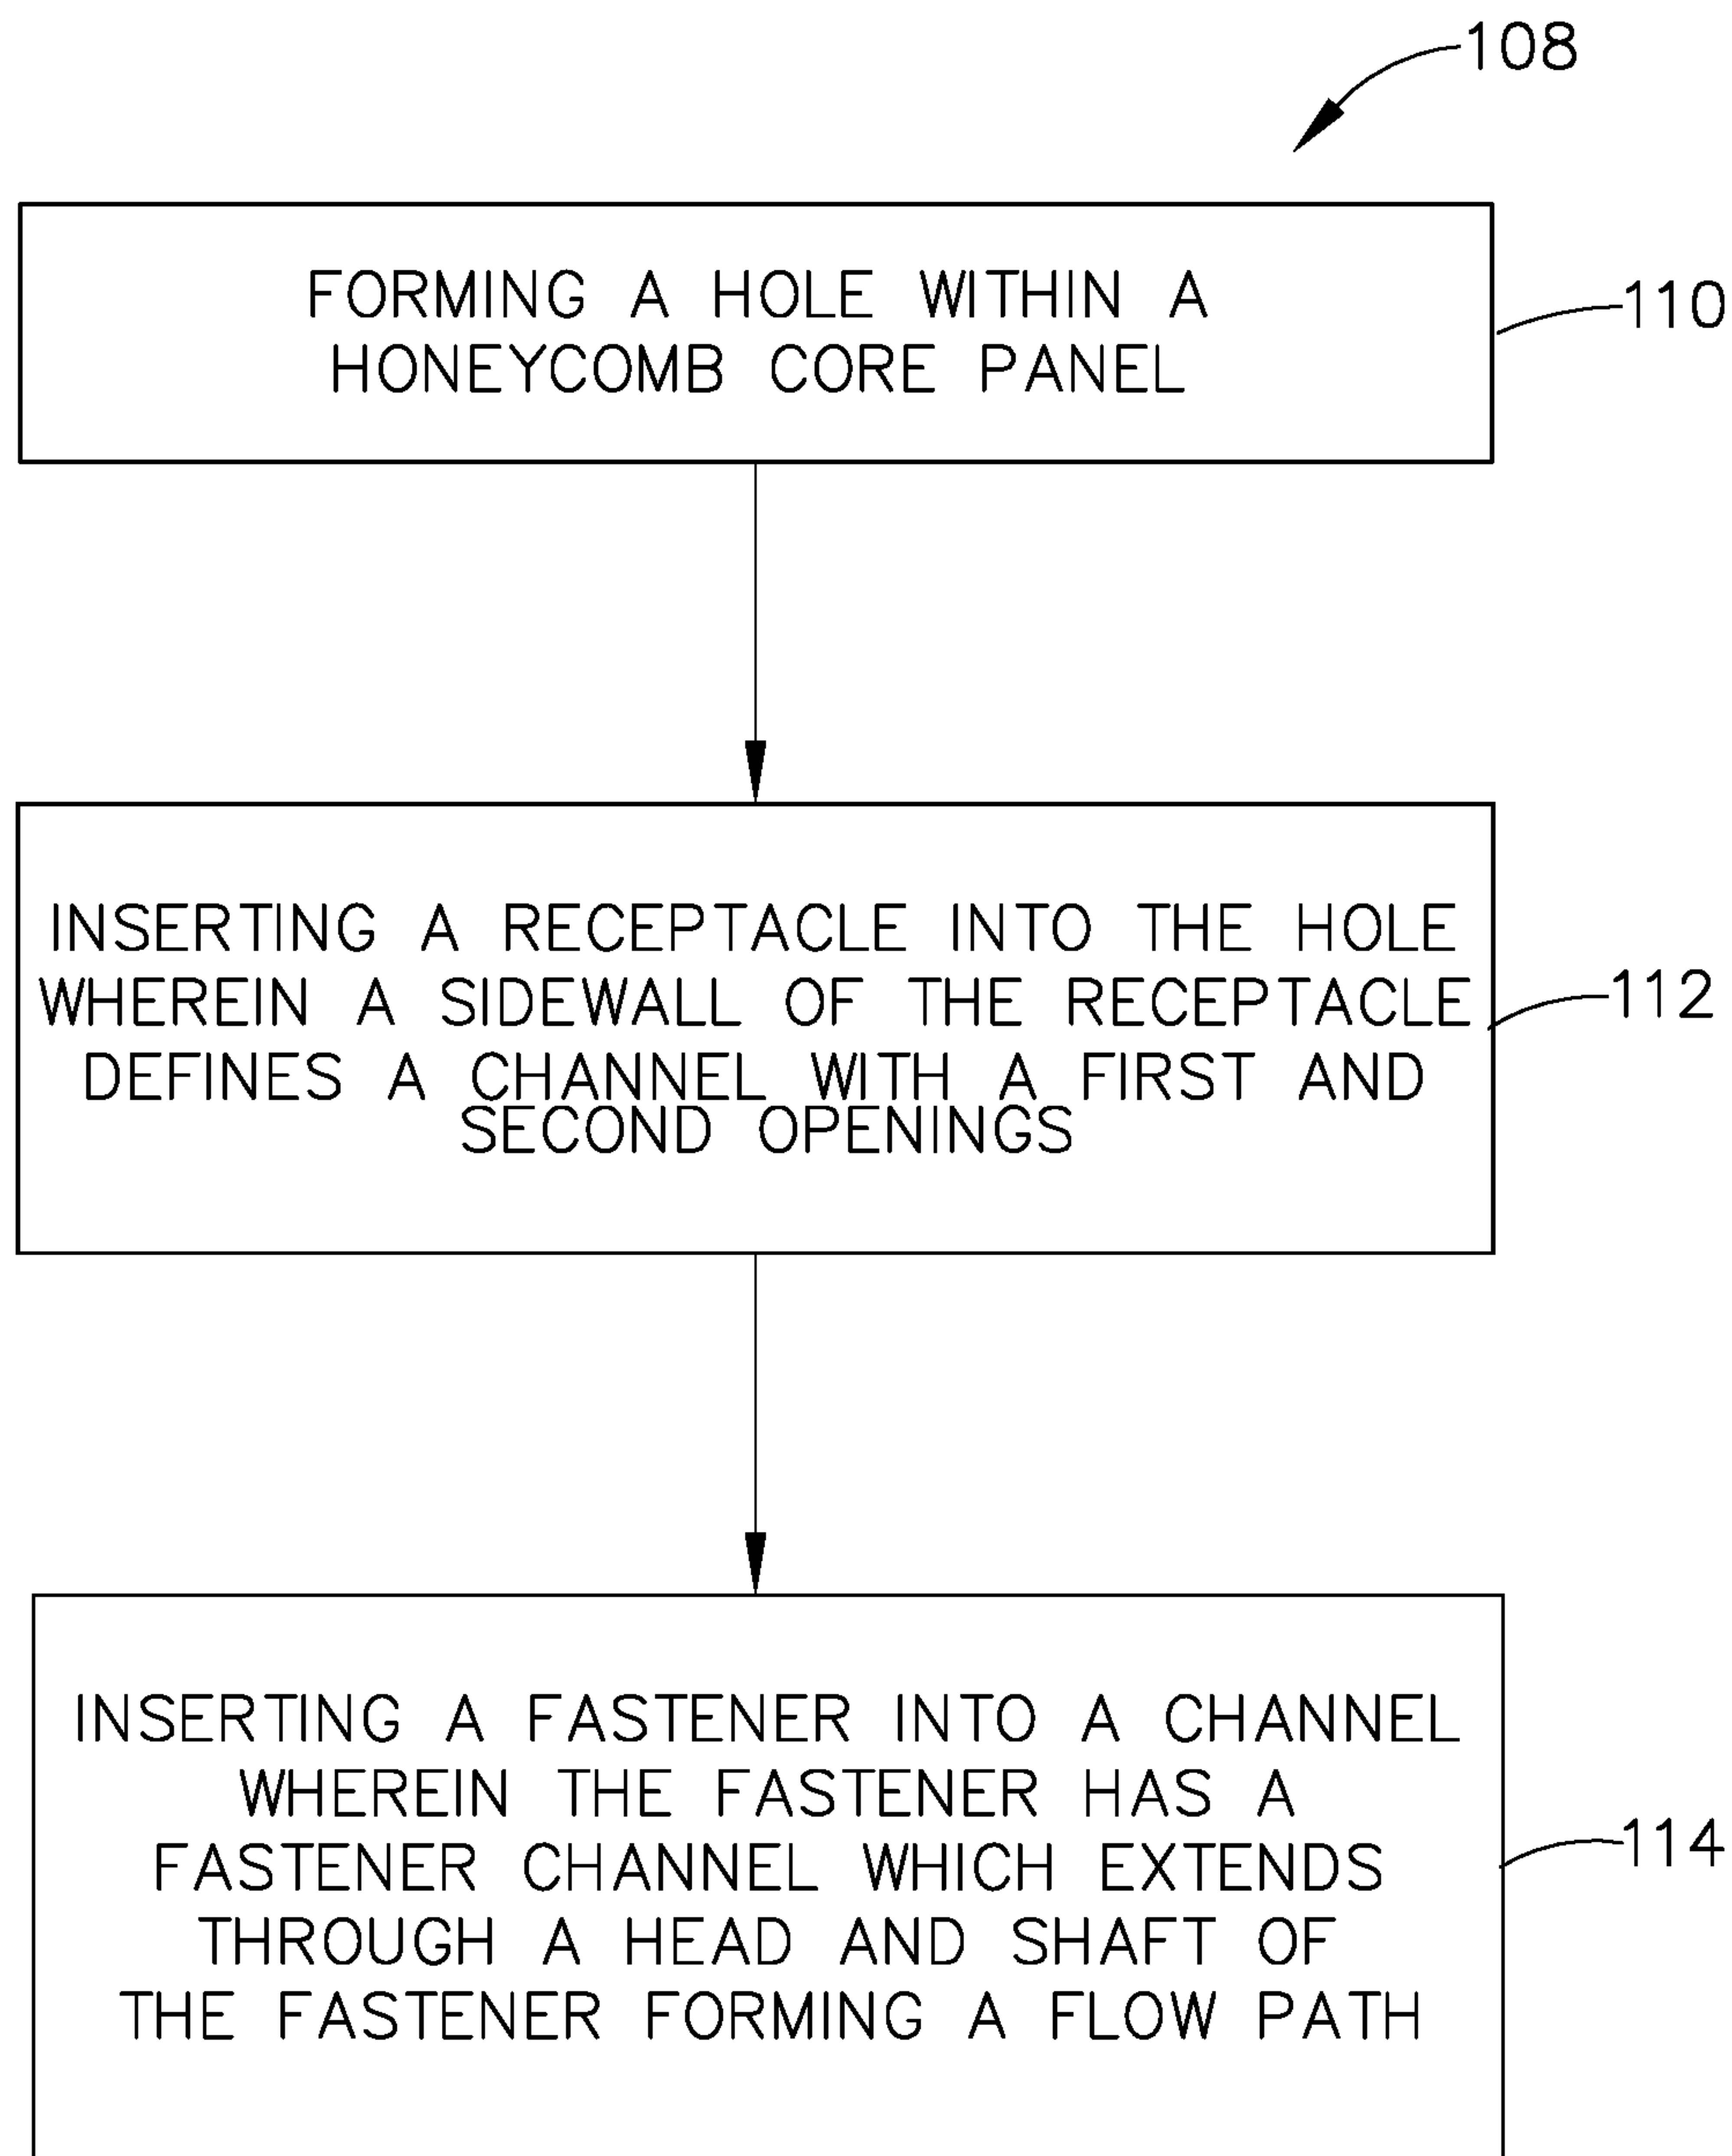 108
FORMING A HOLE WITHIN A
HONEYCOMB CORE PANEL
110
INSERTING A RECEPTACLE INTO THE HOLE
WHEREIN A SIDEWALL OF THE RECEPTACLE
DEFINES A CHANNEL WITH A FIRST AND
SECOND OPENINGS
112
INSERTING A FASTENER INTO A CHANNEL
WHEREIN THE FASTENER HAS A
FASTENER CHANNEL WHICH EXTENDS
THROUGH A HEAD AND SHAFT OF
THE FASTENER FORMING A FLOW PATH
114